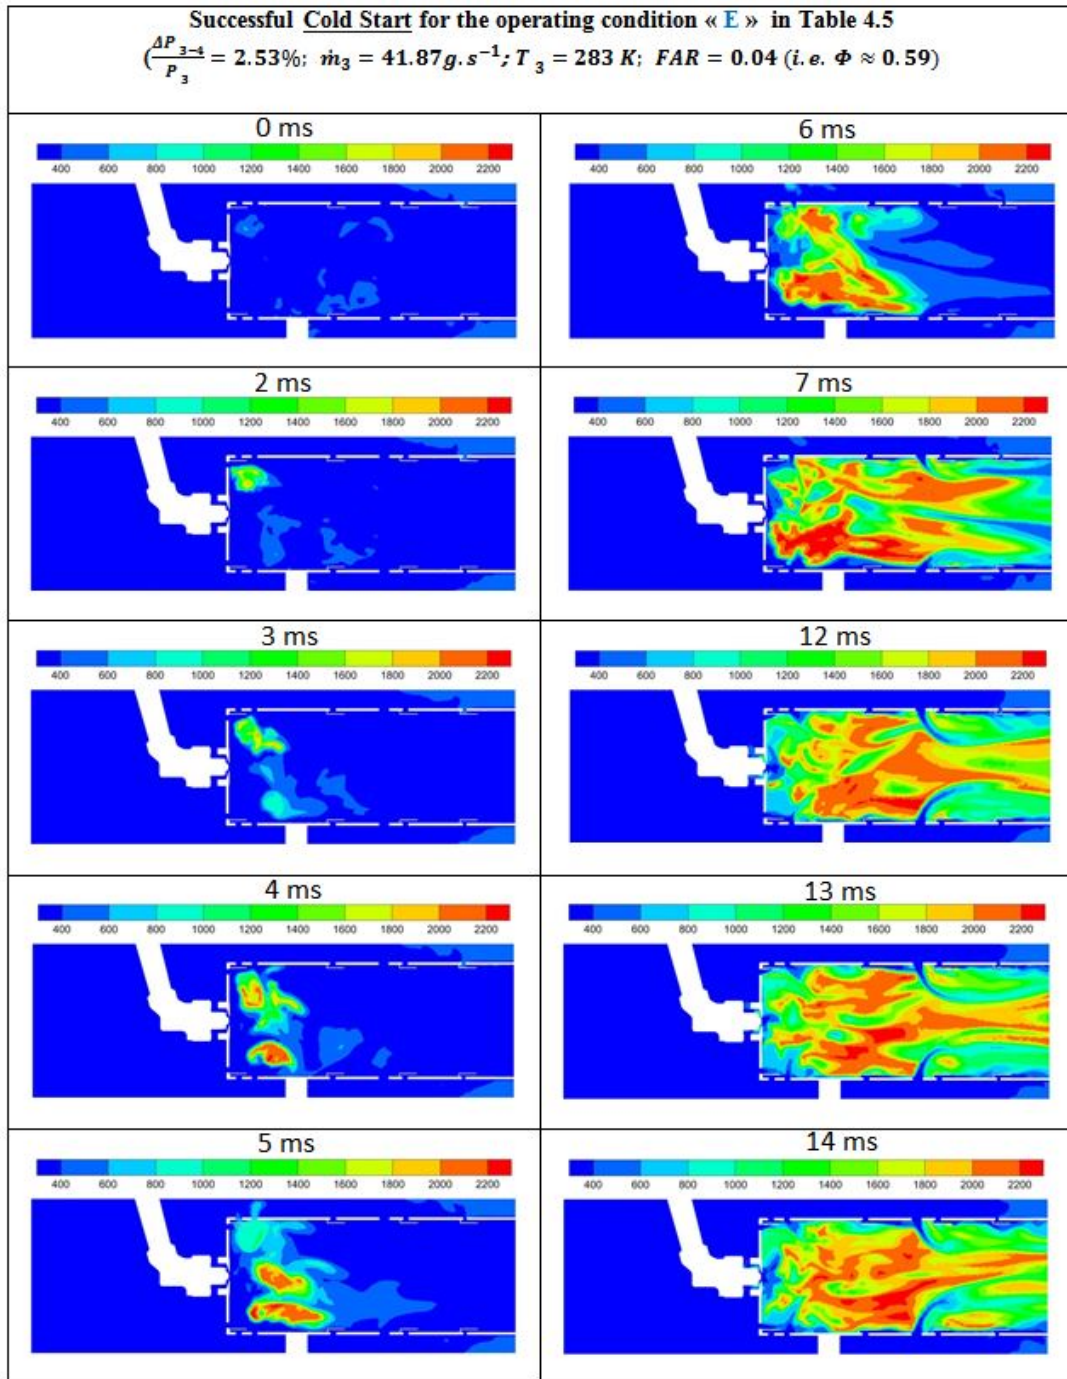 Successful Cold Start for the operating condition « E » in Table 4.5
(ΔP 3−4 / P 3 = 2.53%; ṁ3 = 41.87g.s−1; T 3 = 283 K; FAR = 0.04 (i.e. Φ ≈ 0.59)
0 ms
400 600 800 1000 1200 1400 1600 1800 2000 2200
6 ms
400 600 800 1000 1200 1400 1600 1800 2000 2200
2 ms
400 600 800 1000 1200 1400 1600 1800 2000 2200
7 ms
400 600 800 1000 1200 1400 1600 1800 2000 2200
3 ms
400 600 800 1000 1200 1400 1600 1800 2000 2200
12 ms
400 600 800 1000 1200 1400 1600 1800 2000 2200
4 ms
400 600 800 1000 1200 1400 1600 1800 2000 2200
13 ms
400 600 800 1000 1200 1400 1600 1800 2000 2200
5 ms
400 600 800 1000 1200 1400 1600 1800 2000 2200
14 ms
400 600 800 1000 1200 1400 1600 1800 2000 2200